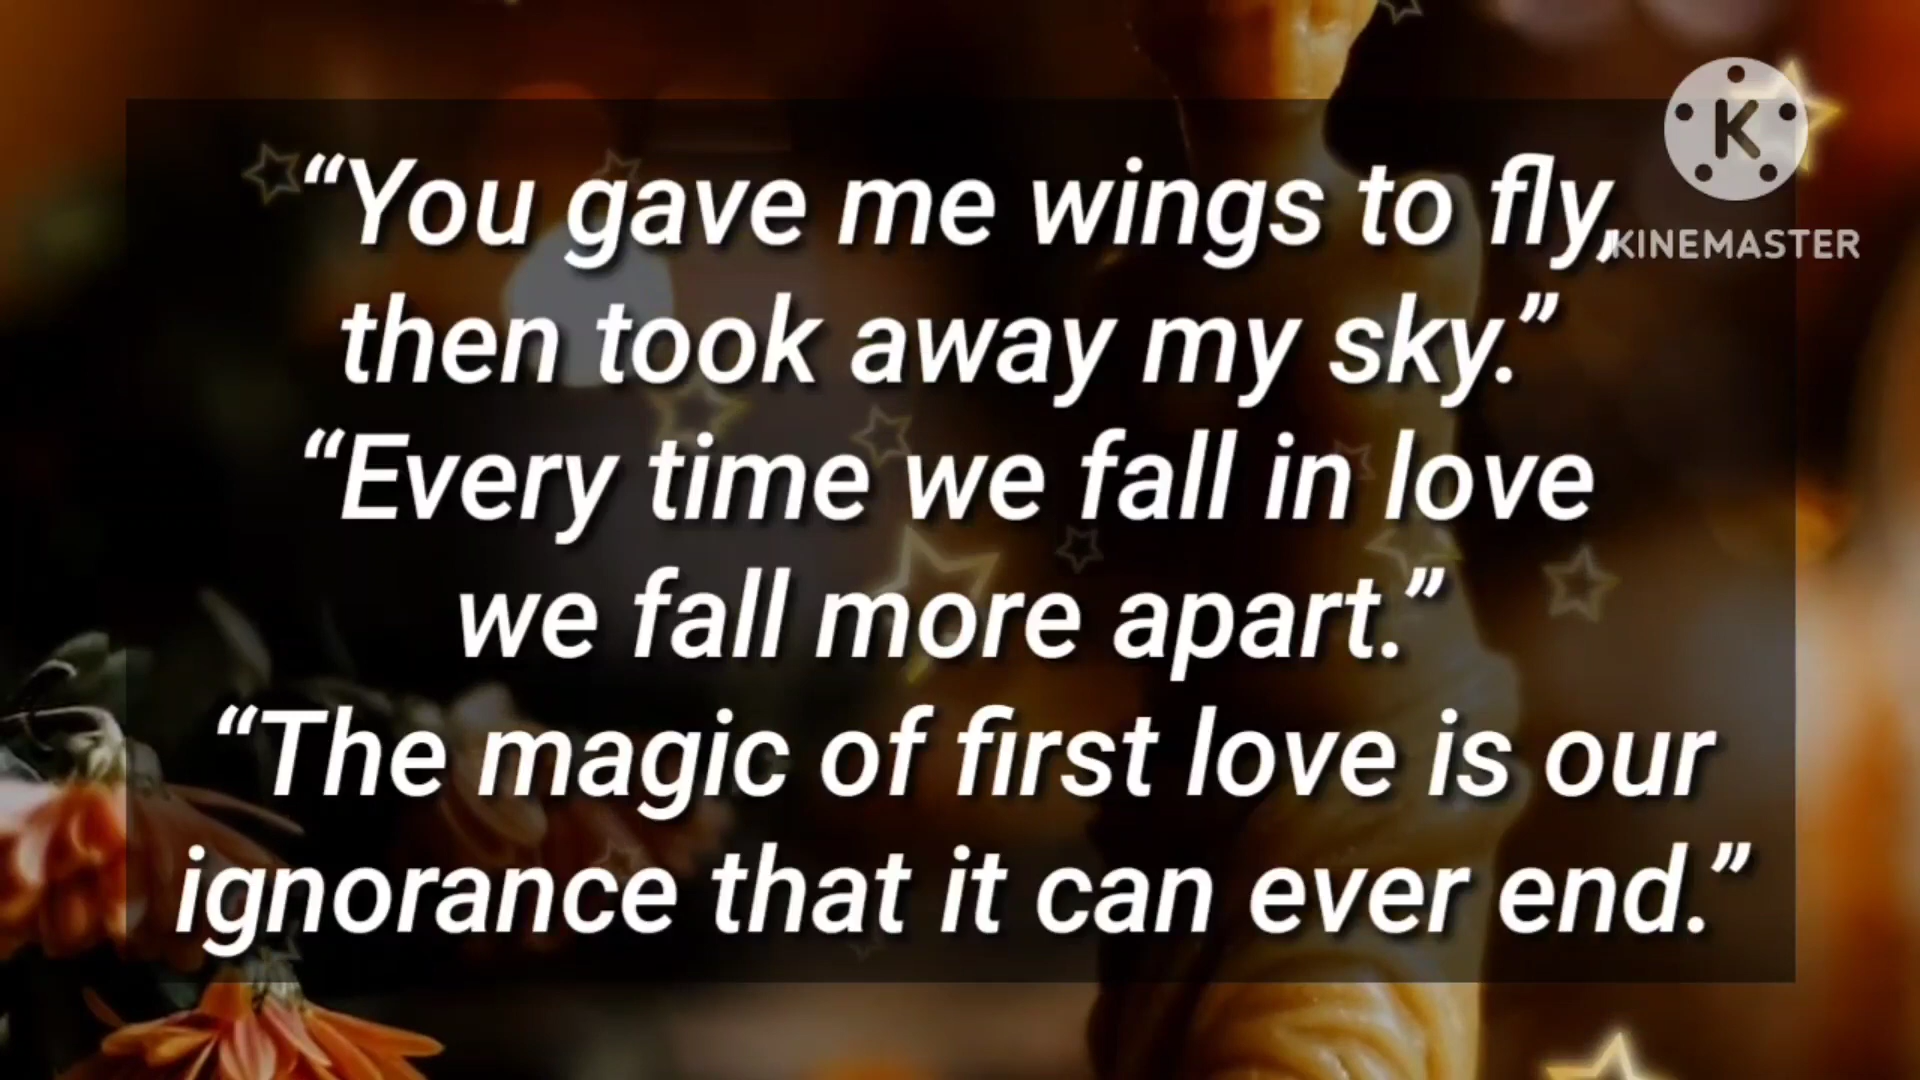 “You gave me wings to fly,
then took away my sky.”
“Every time we fall in love
we fall more apart.”
“The magic of first love is our
ignorance that it can ever end.”
K
KINEMASTER